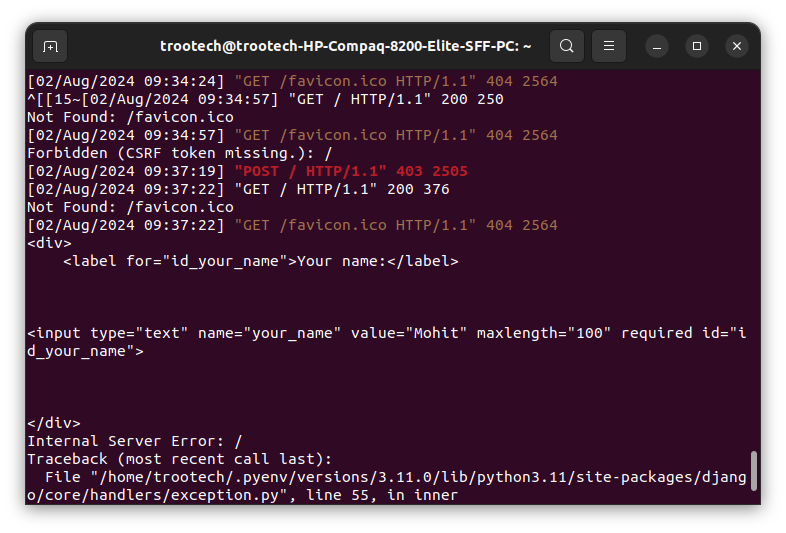 trootech@trootech-HP-Compaq-8200-Elite-SFF-PC: ~
[02/Aug/2024 09:34:24] "GET /favicon.ico HTTP/1.1" 404 2564
^[[15~[02/Aug/2024 09:34:57] "GET / HTTP/1.1" 200 250
Not Found: /favicon.ico
[02/Aug/2024 09:34:57] "GET /favicon.ico HTTP/1.1" 404 2564
Forbidden (CSRF token missing.): /
[02/Aug/2024 09:37:19] "POST / HTTP/1.1" 403 2505
[02/Aug/2024 09:37:22] "GET / HTTP/1.1" 200 376
Not Found: /favicon.ico
[02/Aug/2024 09:37:22] "GET /favicon.ico HTTP/1.1" 404 2564
<div>
    <label for="id_your_name">Your name:</label>
<input type="text" name="your_name" value="Mohit" maxlength="100" required id="i
d_your_name">
</div>
Internal Server Error: /
Traceback (most recent call last):
  File "/home/trootech/.pyenv/versions/3.11.0/lib/python3.11/site-packages/djang
o/core/handlers/exception.py", line 55, in inner